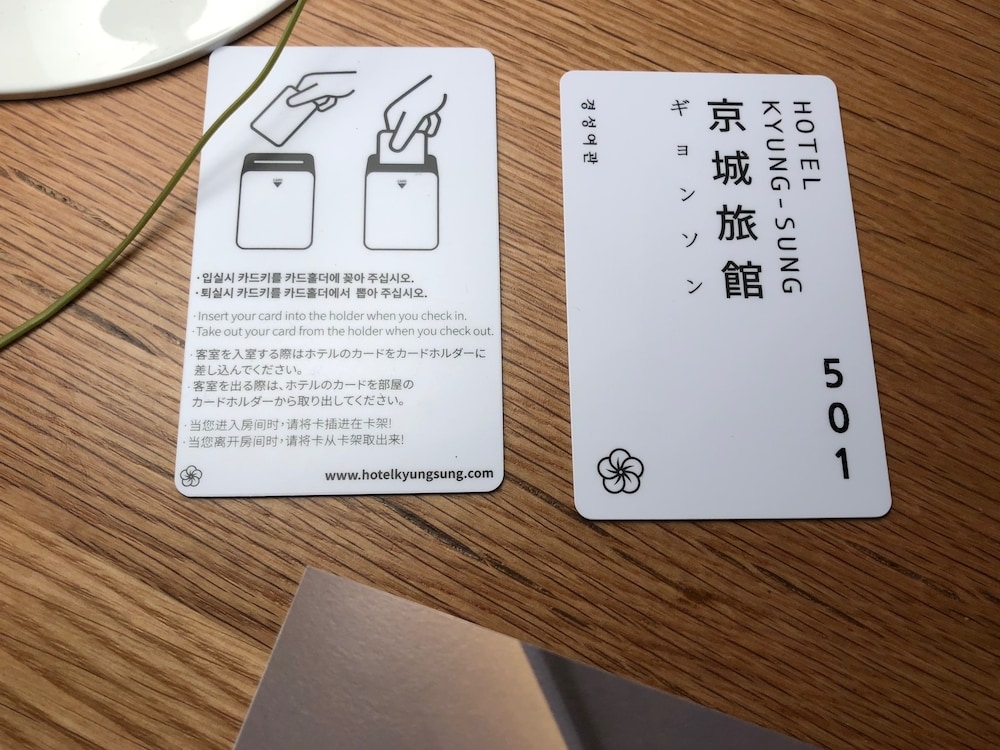 ·입실시 카드키를 카드홀더에 꽂아 주십시오.
·퇴실시 카드키를 카드홀더에서 뽑아 주십시오.
·Insert your card into the holder when you check in.
·Take out your card from the holder when you check out.
·客室を入室する際はホテルのカードをカードホルダーに
差し込んでください。
·客室を出る際は、ホテルのカードを部屋の
カードホルダーから取り出してください。
·当您进入房间时,请将卡插进在卡架!
·当您离开房间时,请将卡从卡架取出来!
www.hotelkyungsung.com
HOTEL
KYUNG-SUNG
京城旅館
ギョンソン
경성여관
501